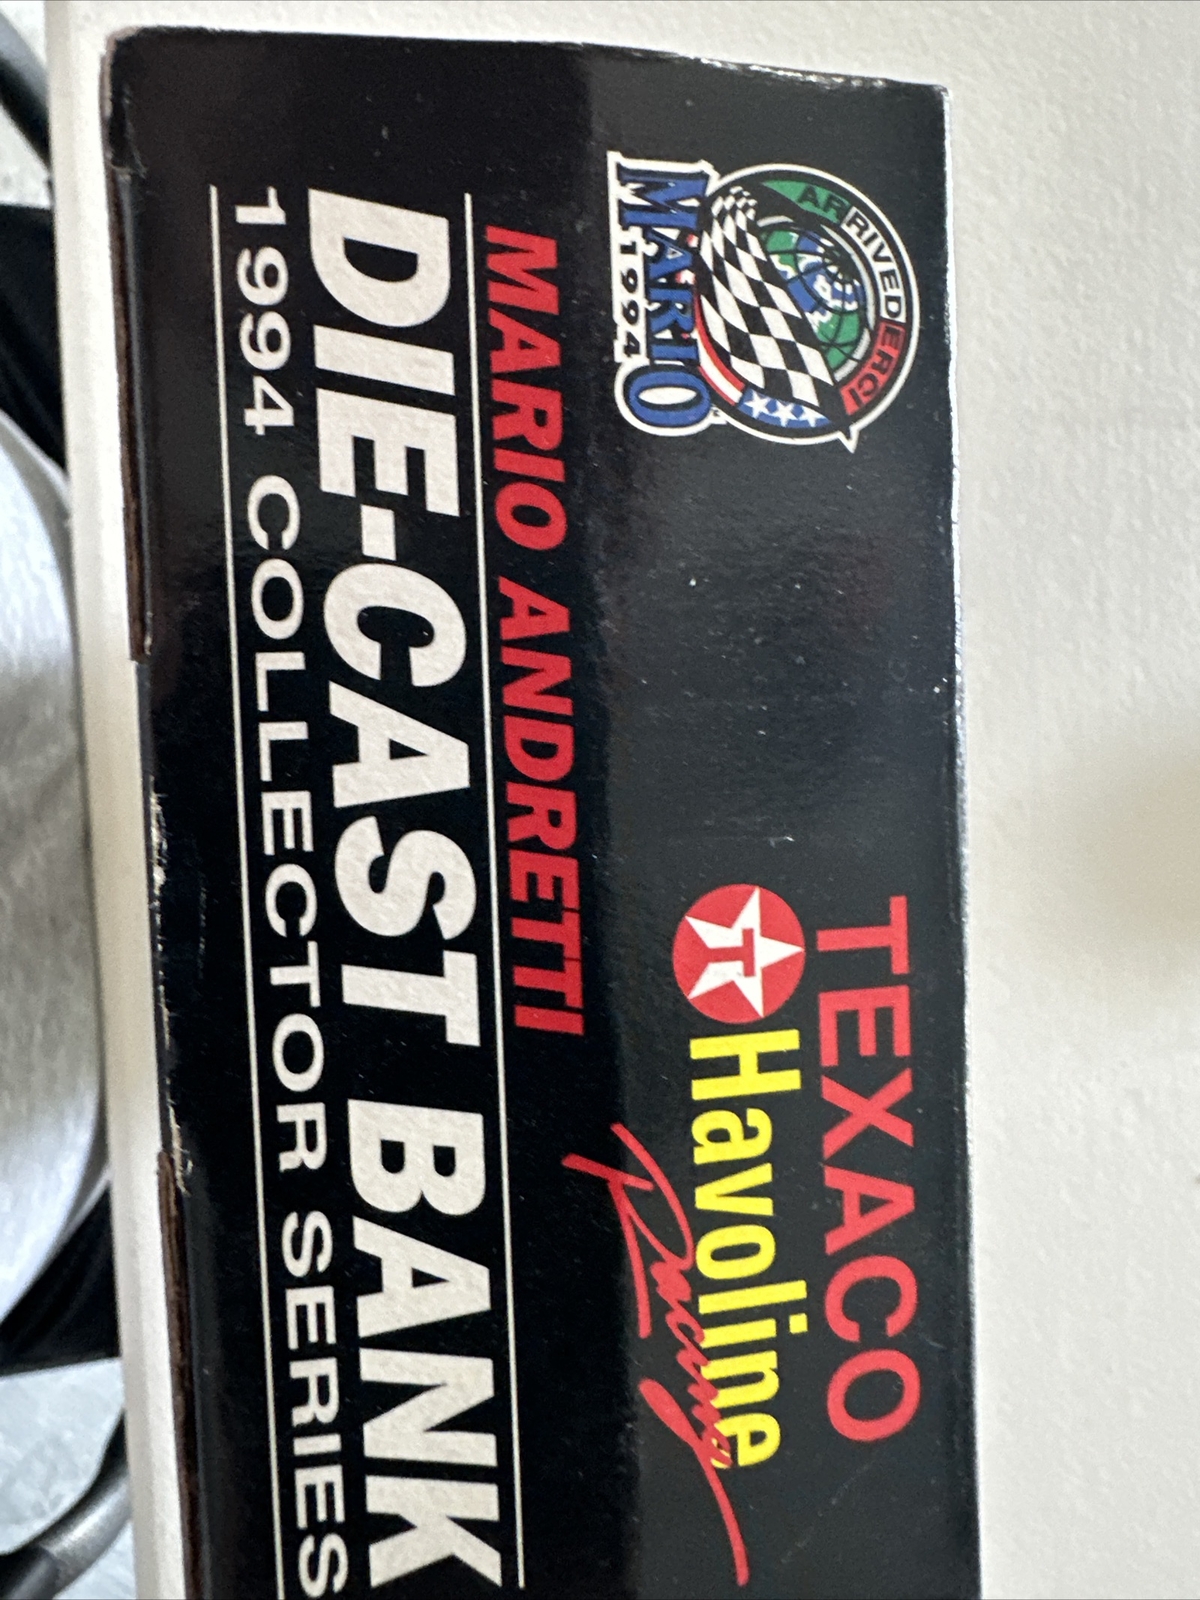 ARRIVEDERCI
MARIO
1994
TEXACO
T Havoline
Racing
MARIO ANDRETTI
DIE-CAST BANK
1994 COLLECTOR SERIES